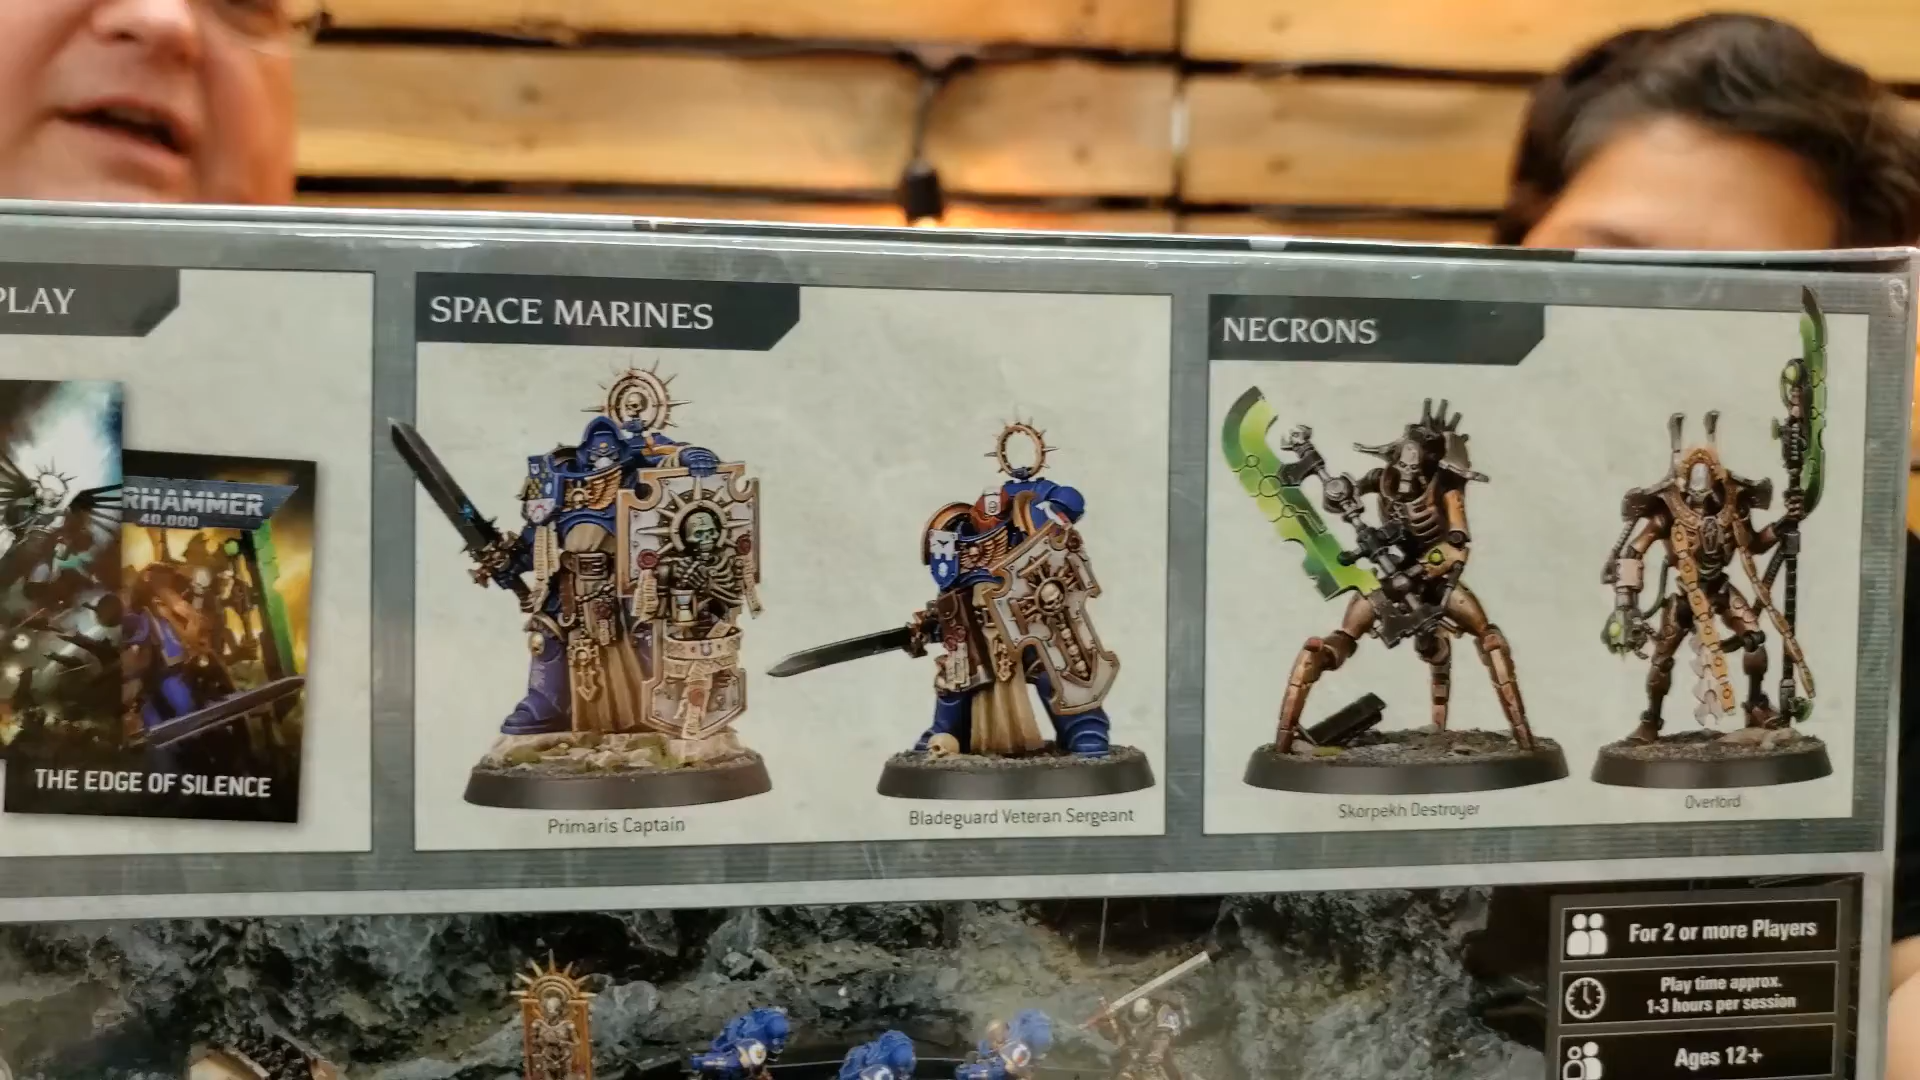 PLAY
SPACE MARINES
NECRONS
RHAMMER
40,000
THE EDGE OF SILENCE
Primaris Captain
Bladeguard Veteran Sergeant
Skorpekh Destroyer
Overlord
For 2 or more Players
Play time approx.
1-3 hours per session
Ages 12+